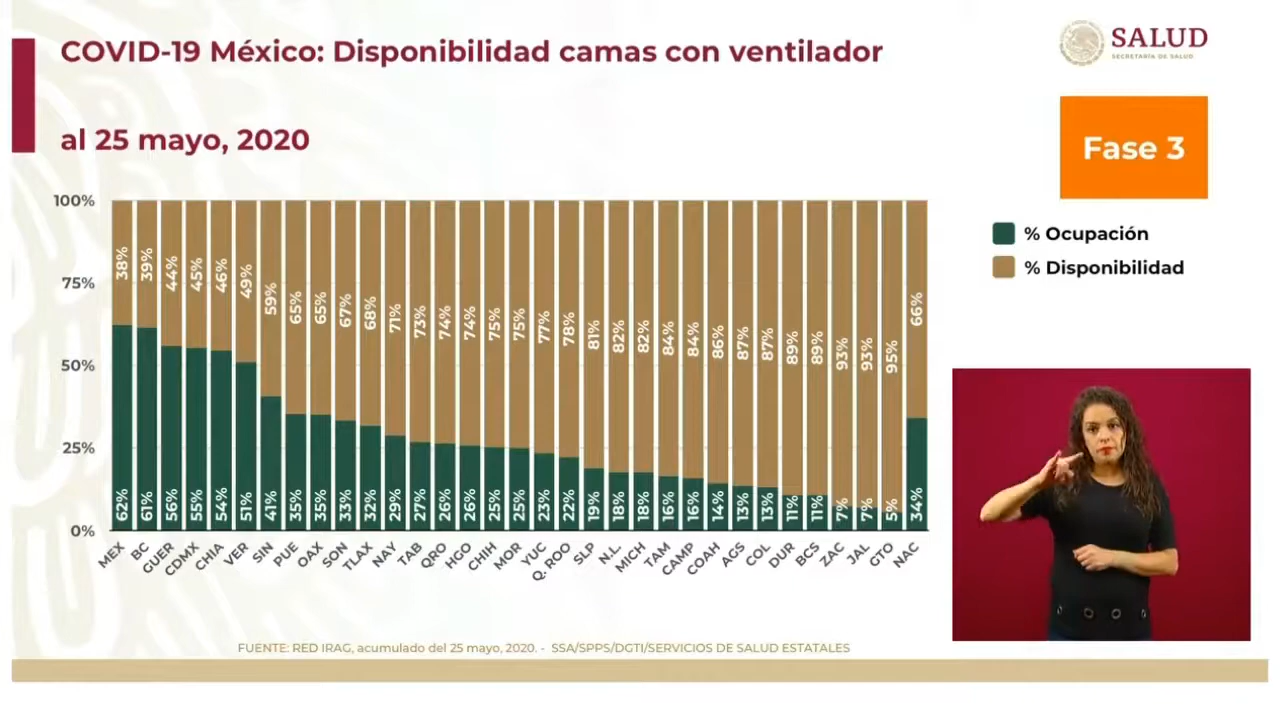 COVID-19 México: Disponibilidad camas con ventilador
al 25 mayo, 2020
SALUD
SECRETARÍA DE SALUD
Fase 3
% Ocupación
% Disponibilidad
100%
75%
50%
25%
0%
38% 39% 44% 45% 46% 49% 59% 65% 65% 67% 68% 71% 73% 74% 74% 75% 75% 77% 78% 81% 82% 82% 84% 84% 86% 87% 87% 89% 89% 93% 93% 95% 66%
62% 61% 56% 55% 54% 51% 41% 35% 35% 33% 32% 29% 27% 26% 26% 25% 25% 23% 22% 19% 18% 18% 16% 16% 14% 13% 13% 11% 11% 7% 7% 5% 34%
MEX BC GUER CDMX CHIA VER SIN PUE OAX SON TLAX NAY TAB QRO HGO CHIH MOR YUC Q. ROO SLP N.L MICH TAM CAMP COAH AGS COL DUR BCS ZAC JAL GTO NAC
FUENTE: RED IRAG, acumulado del 25 mayo, 2020. - SSA/SPPS/DGTI/SERVICIOS DE SALUD ESTATALES